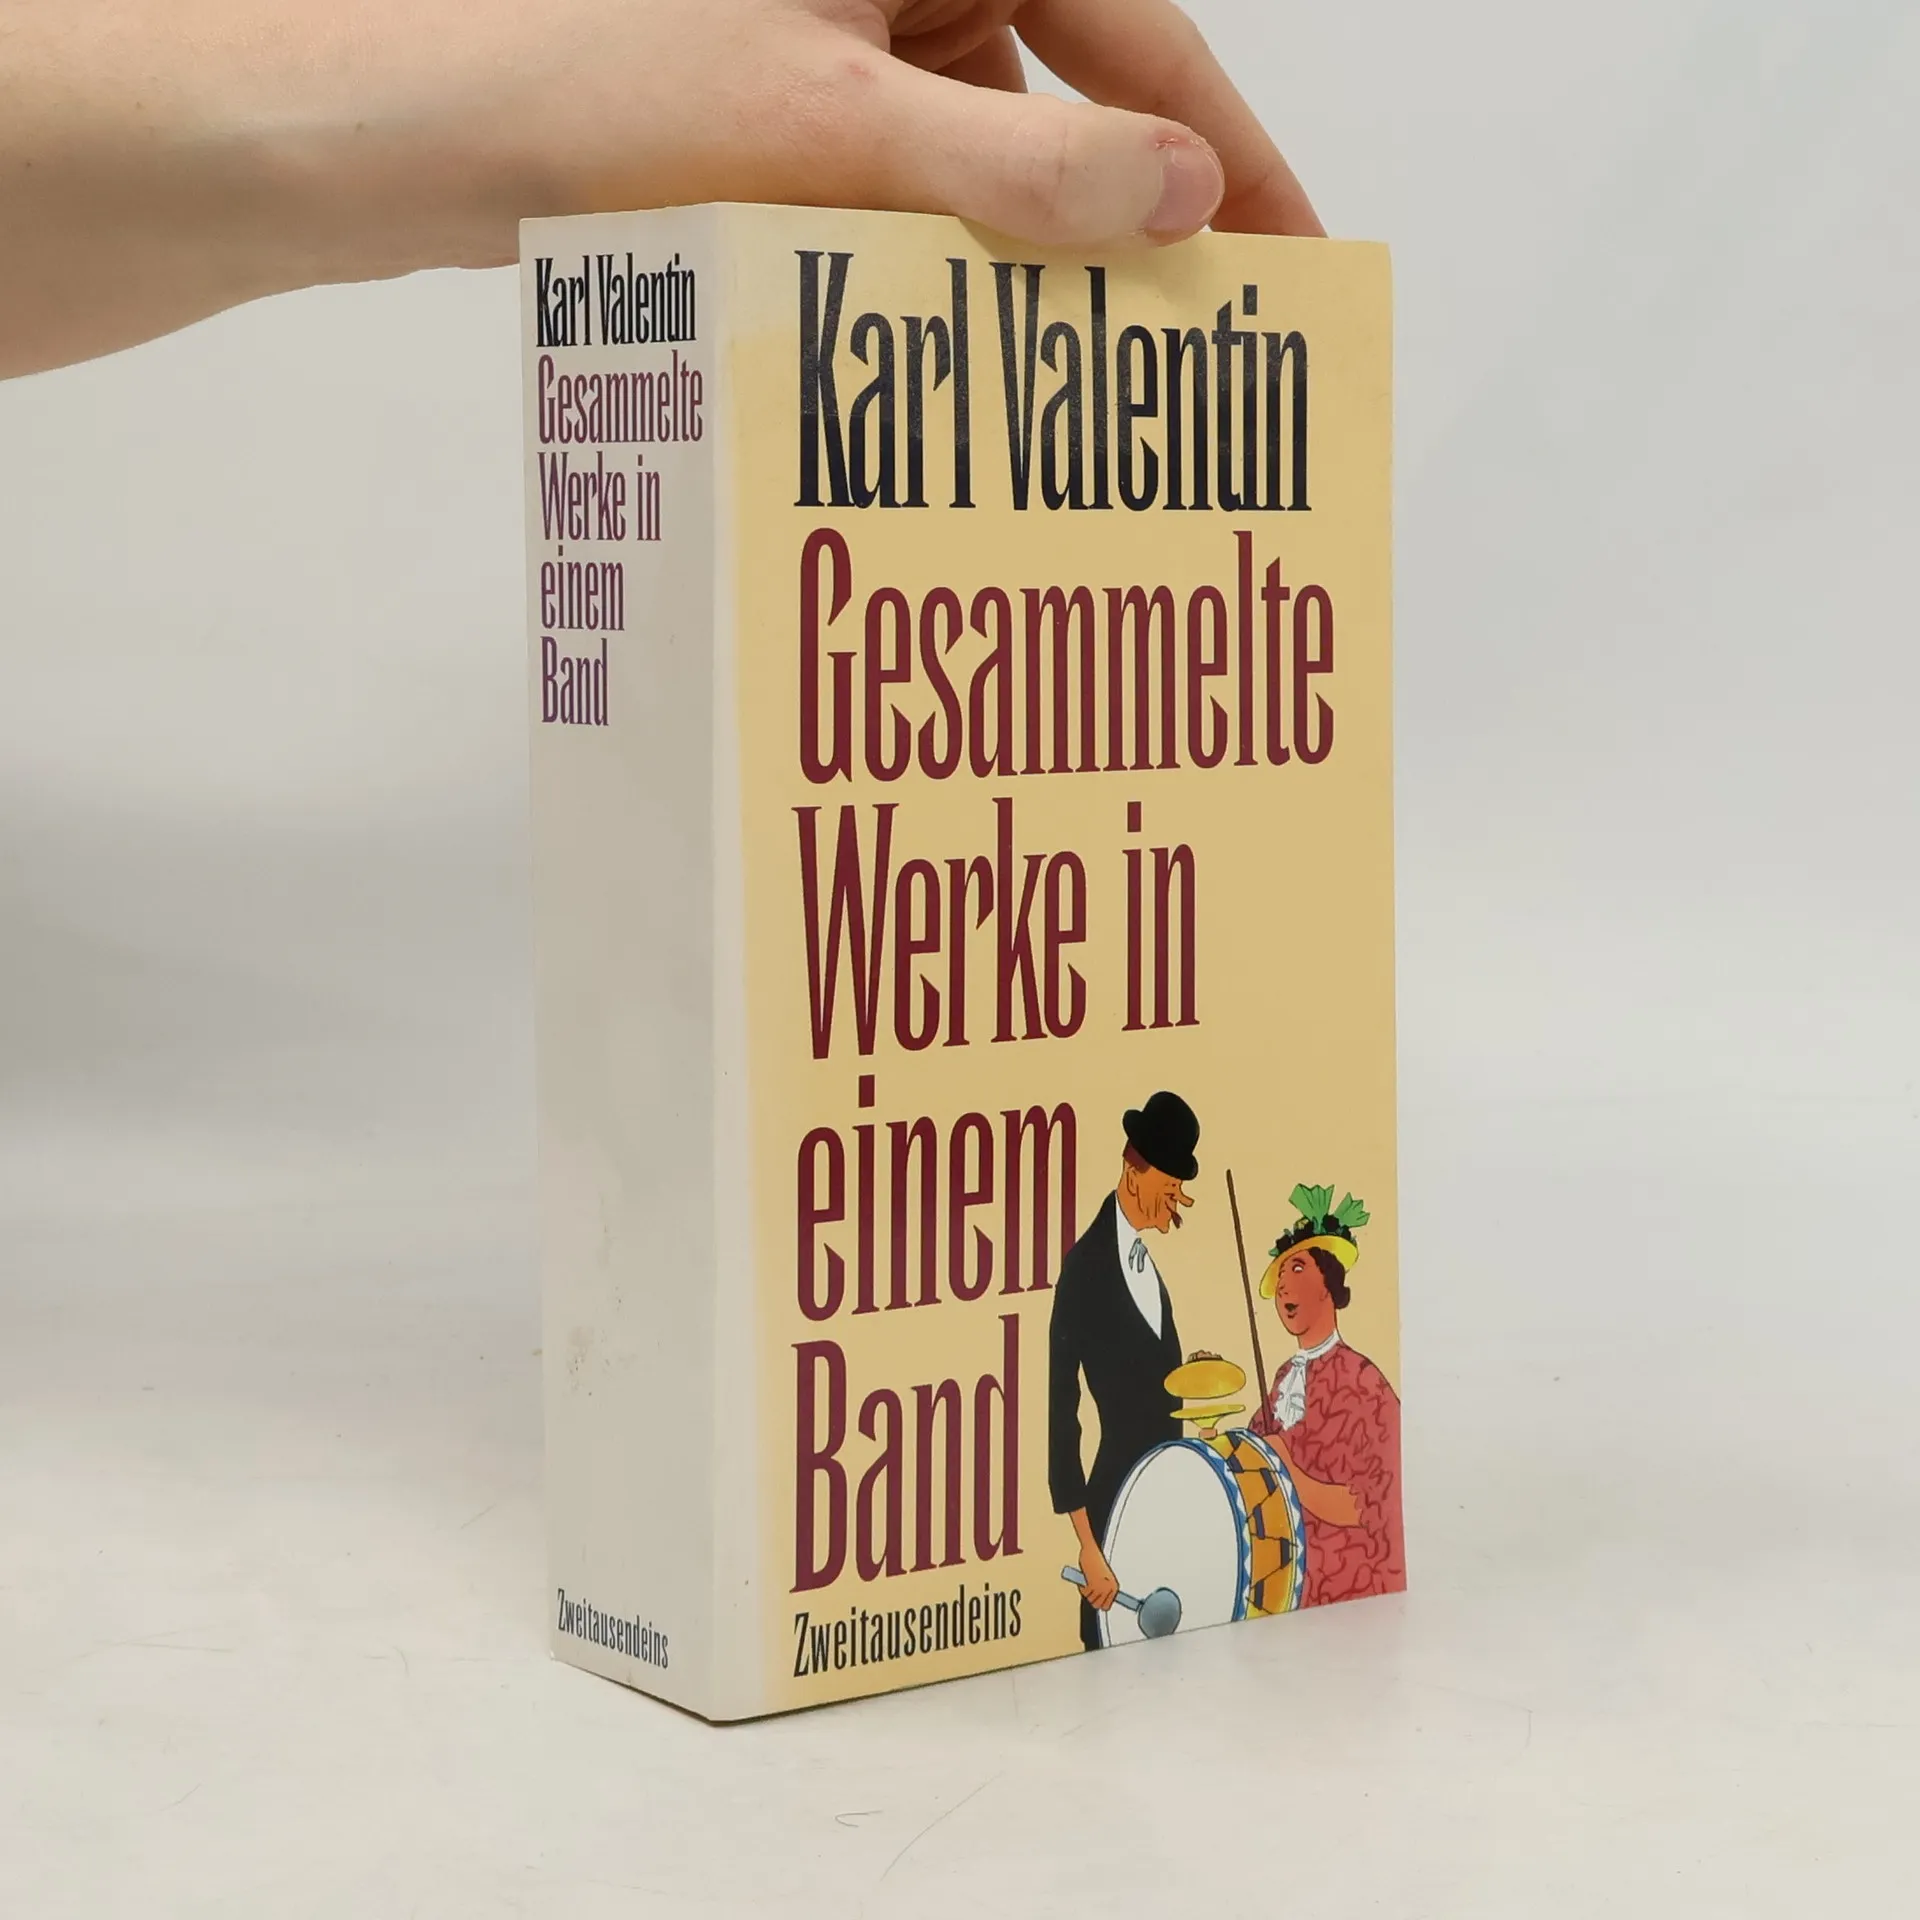 Karl Valentin
Gesammelte
Werke in
einem
Band
Zweitausendeins
Karl Valentin
Gesammelte
Werke in
einem
Band
Zweitausendeins